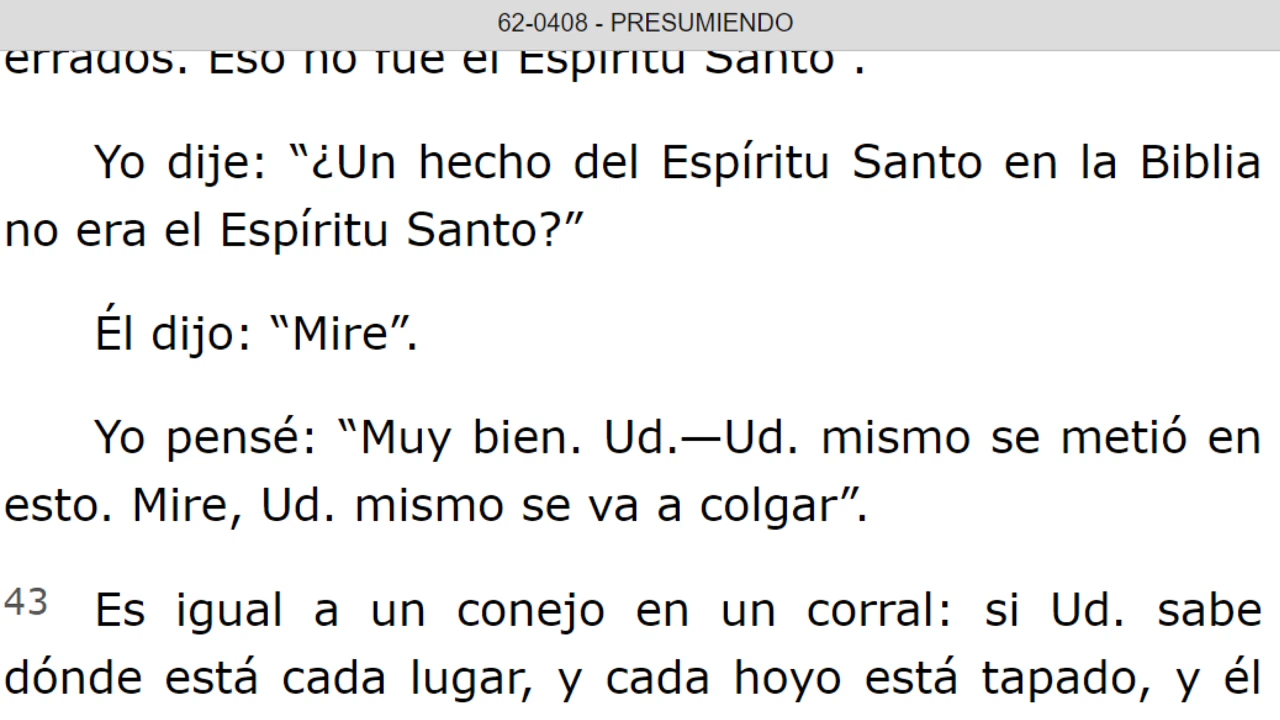 62-0408 - PRESUMIENDO
errados. Eso no fue el Espíritu Santo”.
Yo dije: “¿Un hecho del Espíritu Santo en la Biblia
no era el Espíritu Santo?”
Él dijo: “Mire”.
Yo pensé: “Muy bien. Ud.—Ud. mismo se metió en
esto. Mire, Ud. mismo se va a colgar”.
43 Es igual a un conejo en un corral: si Ud. sabe
dónde está cada lugar, y cada hoyo está tapado, y él